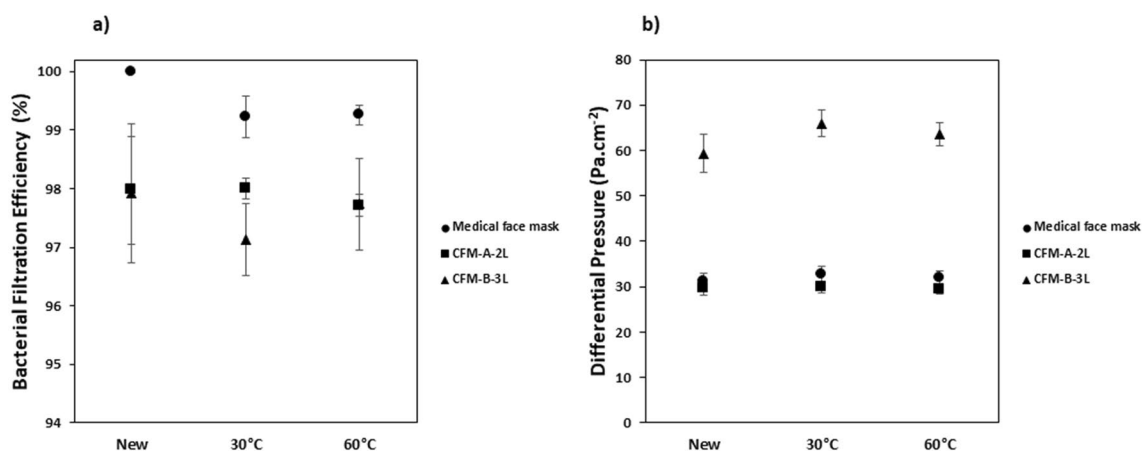 a)
Bacterial Filtration Efficiency (%)
100
99
98
97
96
95
94
New
30°C
60°C
Medical face mask
CFM-A-2L
CFM-B-3L
b)
Differential Pressure (Pa.cm⁻²)
80
70
60
50
40
30
20
10
0
New
30°C
60°C
Medical face mask
CFM-A-2L
CFM-B-3L